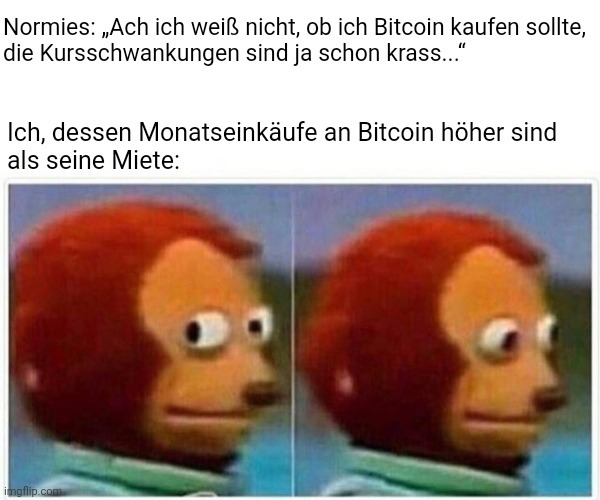 Normies: „Ach ich weiß nicht, ob ich Bitcoin kaufen sollte,
die Kursschwankungen sind ja schon krass...“
Ich, dessen Monatseinkäufe an Bitcoin höher sind
als seine Miete:
imgflip.com